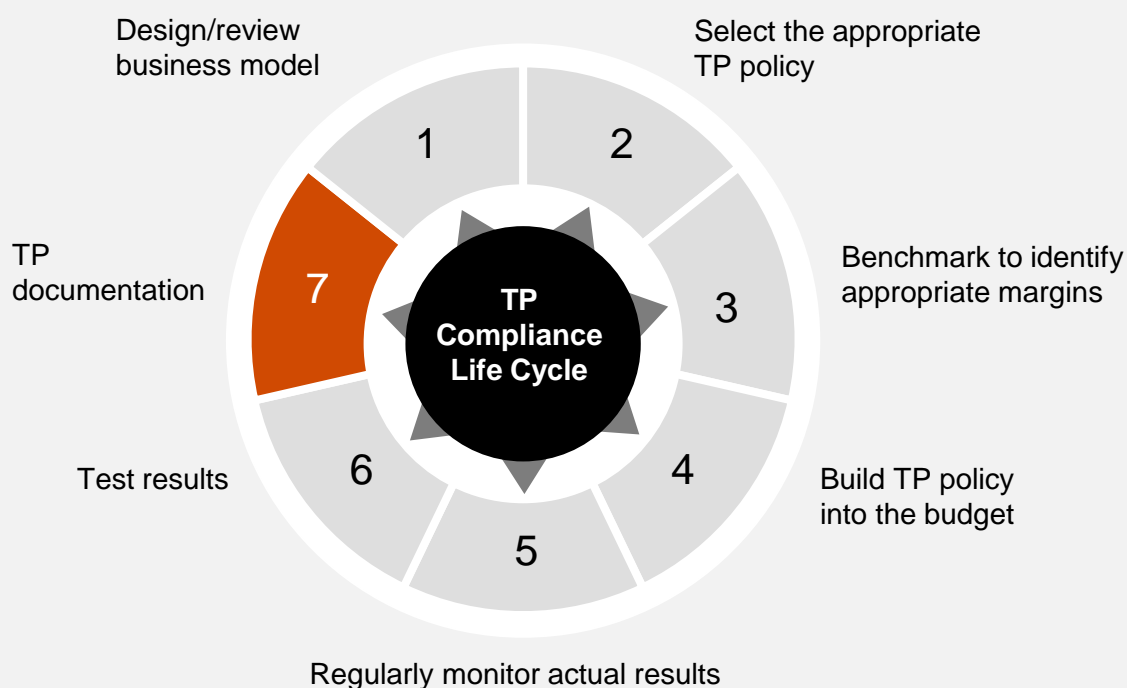 Design/review
business model
1
Select the appropriate
TP policy
2
Benchmark to identify
appropriate margins
3
Build TP policy
into the budget
4
Regularly monitor actual results
5
Test results
6
TP
documentation
7
TP
Compliance
Life Cycle